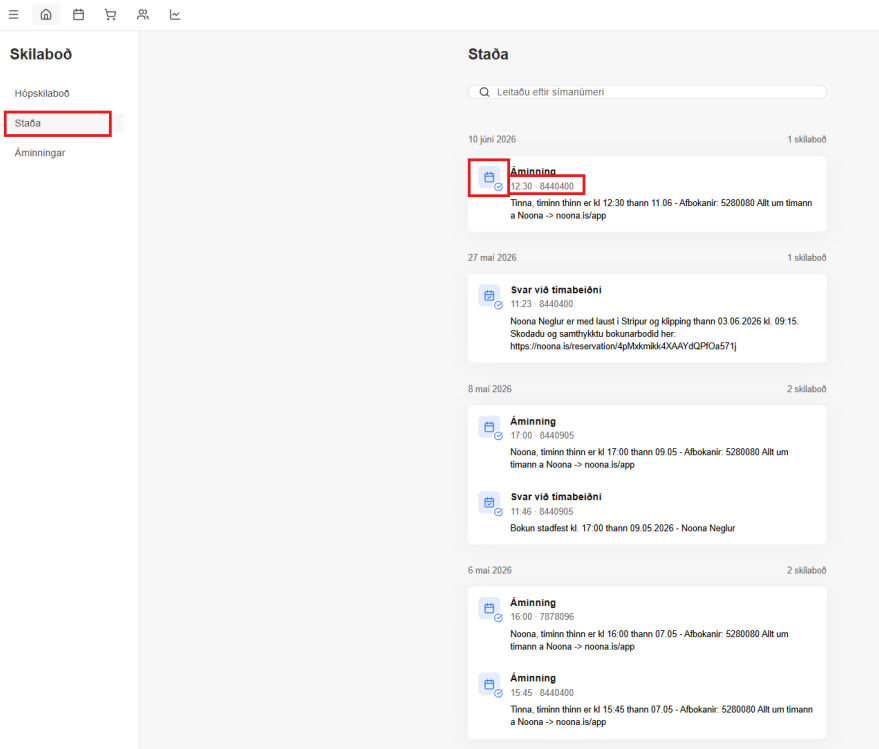 Skilaboð
Hópskilaboð
Staða
Áminningar
Staða
Leitaðu eftir símanúmeri
10 júní 2026 1 skilaboð
Áminning
12:30 · 8440400
Tinna, timinn thinn er kl 12:30 thann 11.06 - Afbokanir: 5280080 Allt um timann
a Noona -> noona.is/app
27 maí 2026 1 skilaboð
Svar við tímabeiðni
11:23 · 8440400
Noona Neglur er med laust i Stripur og klipping thann 03.06.2026 kl. 09:15.
Skodadu og samthykktu bokunarbodid her:
https://noona.is/reservation/4pMxkmikk4XAAYdQPfOa571j
8 maí 2026 2 skilaboð
Áminning
17:00 · 8440905
Noona, timinn thinn er kl 17:00 thann 09.05 - Afbokanir: 5280080 Allt um
timann a Noona -> noona.is/app
Svar við tímabeiðni
11:46 · 8440905
Bokun stadfest kl. 17:00 thann 09.05.2026 - Noona Neglur
6 maí 2026 2 skilaboð
Áminning
16:00 · 7878096
Noona, timinn thinn er kl 16:00 thann 07.05 - Afbokanir: 5280080 Allt um
timann a Noona -> noona.is/app
Áminning
15:45 · 8440400
Tinna, timinn thinn er kl 15:45 thann 07.05 - Afbokanir: 5280080 Allt um timann
a Noona -> noona.is/app